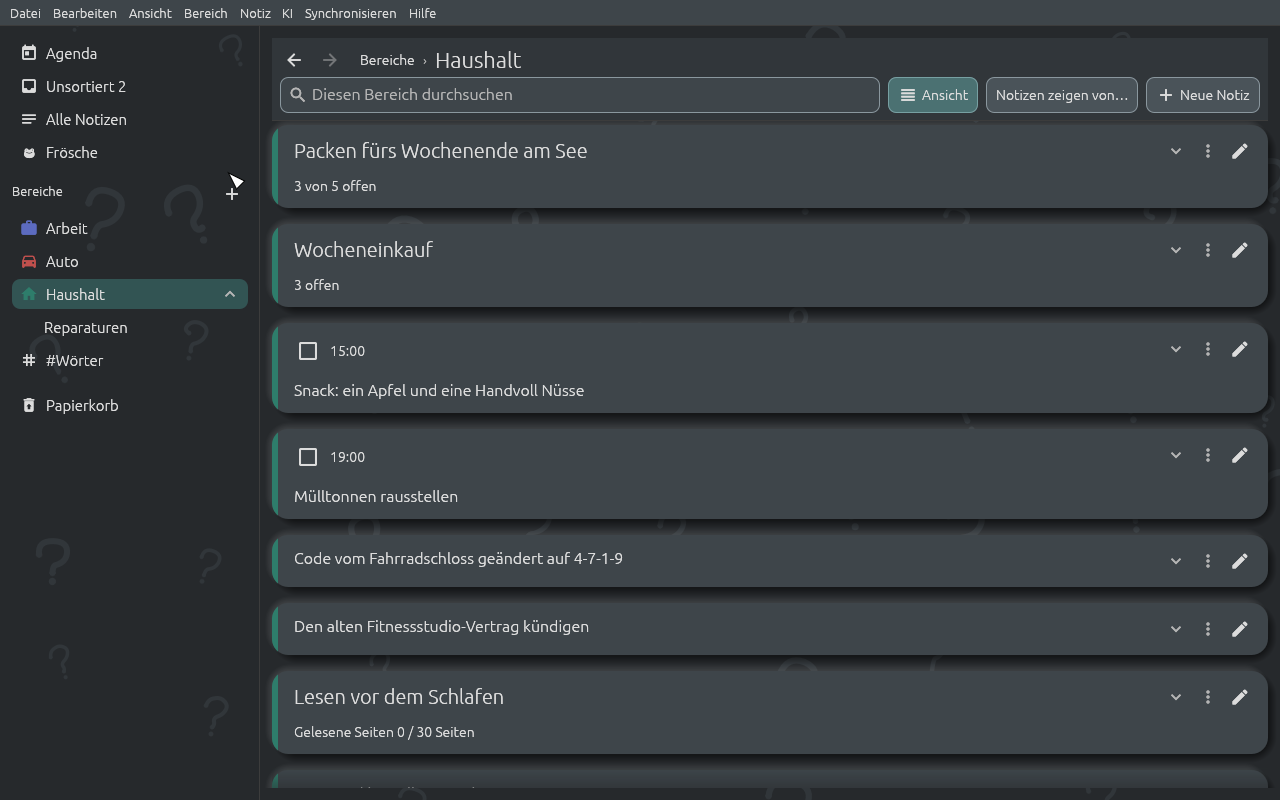 Datei Bearbeiten Ansicht Bereich Notiz KI Synchronisieren Hilfe
Agenda
Unsortiert 2
Alle Notizen
Frösche
Bereiche
Arbeit
Auto
Haushalt
Reparaturen
#Wörter
Papierkorb
Bereiche › Haushalt
Diesen Bereich durchsuchen
Ansicht
Notizen zeigen von…
Neue Notiz
Packen fürs Wochenende am See
3 von 5 offen
Wocheneinkauf
3 offen
15:00
Snack: ein Apfel und eine Handvoll Nüsse
19:00
Mülltonnen rausstellen
Code vom Fahrradschloss geändert auf 4-7-1-9
Den alten Fitnessstudio-Vertrag kündigen
Lesen vor dem Schlafen
Gelesene Seiten 0 / 30 Seiten